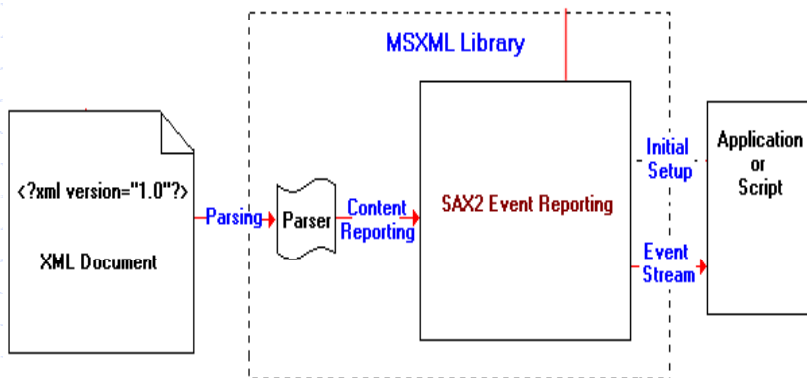 MSXML Library
<?xml version="1.0"?>
XML Document
Parsing
Parser
Content
Reporting
SAX2 Event Reporting
Initial
Setup
Event
Stream
Application
or
Script